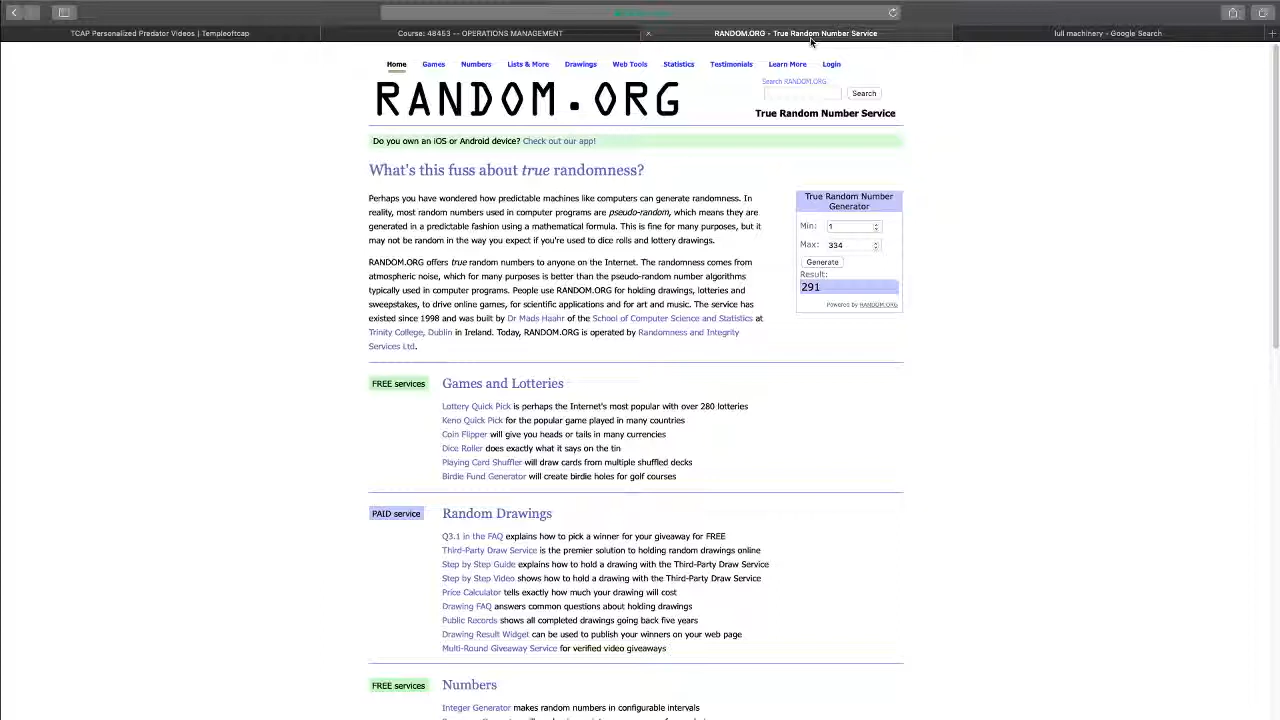 TCAP Personalized Predator Videos | Templeoftcap
Course: 48453 -- OPERATIONS MANAGEMENT
RANDOM.ORG - True Random Number Service
lull machinery - Google Search
Home Games Numbers Lists & More Drawings Web Tools Statistics Testimonials Learn More Login
Search RANDOM.ORG
Search
RANDOM.ORG
True Random Number Service
Do you own an iOS or Android device? Check out our app!
What's this fuss about true randomness?
Perhaps you have wondered how predictable machines like computers can generate randomness. In
reality, most random numbers used in computer programs are pseudo-random, which means they are
generated in a predictable fashion using a mathematical formula. This is fine for many purposes, but it
may not be random in the way you expect if you're used to dice rolls and lottery drawings.
RANDOM.ORG offers true random numbers to anyone on the Internet. The randomness comes from
atmospheric noise, which for many purposes is better than the pseudo-random number algorithms
typically used in computer programs. People use RANDOM.ORG for holding drawings, lotteries and
sweepstakes, to drive online games, for scientific applications and for art and music. The service has
existed since 1998 and was built by Dr Mads Haahr of the School of Computer Science and Statistics at
Trinity College, Dublin in Ireland. Today, RANDOM.ORG is operated by Randomness and Integrity
Services Ltd.
True Random Number
Generator
Min: 1
Max: 334
Generate
Result:
291
Powered by RANDOM.ORG
FREE services
Games and Lotteries
Lottery Quick Pick is perhaps the Internet's most popular with over 280 lotteries
Keno Quick Pick for the popular game played in many countries
Coin Flipper will give you heads or tails in many currencies
Dice Roller does exactly what it says on the tin
Playing Card Shuffler will draw cards from multiple shuffled decks
Birdie Fund Generator will create birdie holes for golf courses
PAID service
Random Drawings
Q3.1 in the FAQ explains how to pick a winner for your giveaway for FREE
Third-Party Draw Service is the premier solution to holding random drawings online
Step by Step Guide explains how to hold a drawing with the Third-Party Draw Service
Step by Step Video shows how to hold a drawing with the Third-Party Draw Service
Price Calculator tells exactly how much your drawing will cost
Drawing FAQ answers common questions about holding drawings
Public Records shows all completed drawings going back five years
Drawing Result Widget can be used to publish your winners on your web page
Multi-Round Giveaway Service for verified video giveaways
FREE services
Numbers
Integer Generator makes random numbers in configurable intervals